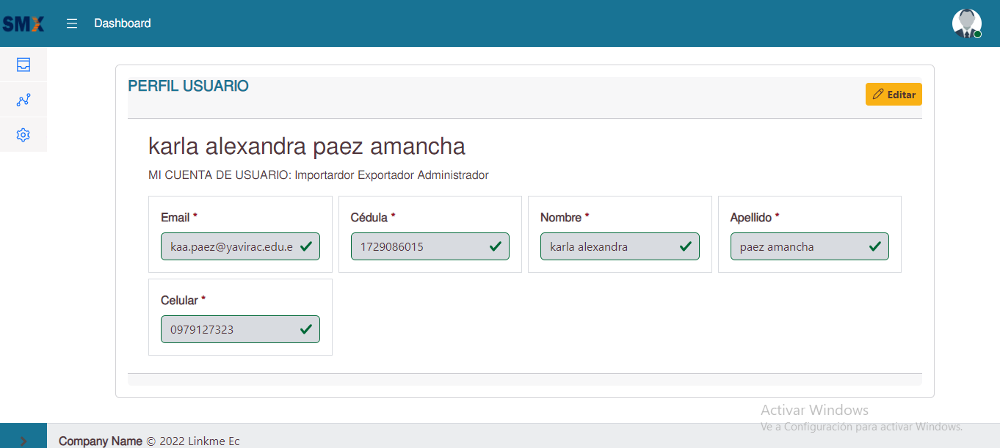 SMX
Dashboard
PERFIL USUARIO
Editar
karla alexandra paez amancha
MI CUENTA DE USUARIO: Importardor Exportador Administrador
Email *
Cédula *
Nombre *
Apellido *
kaa.paez@yavirac.edu.e
1729086015
karla alexandra
paez amancha
Celular *
0979127323
Activar Windows
Ve a Configuración para activar Windows.
Company Name © 2022 Linkme Ec